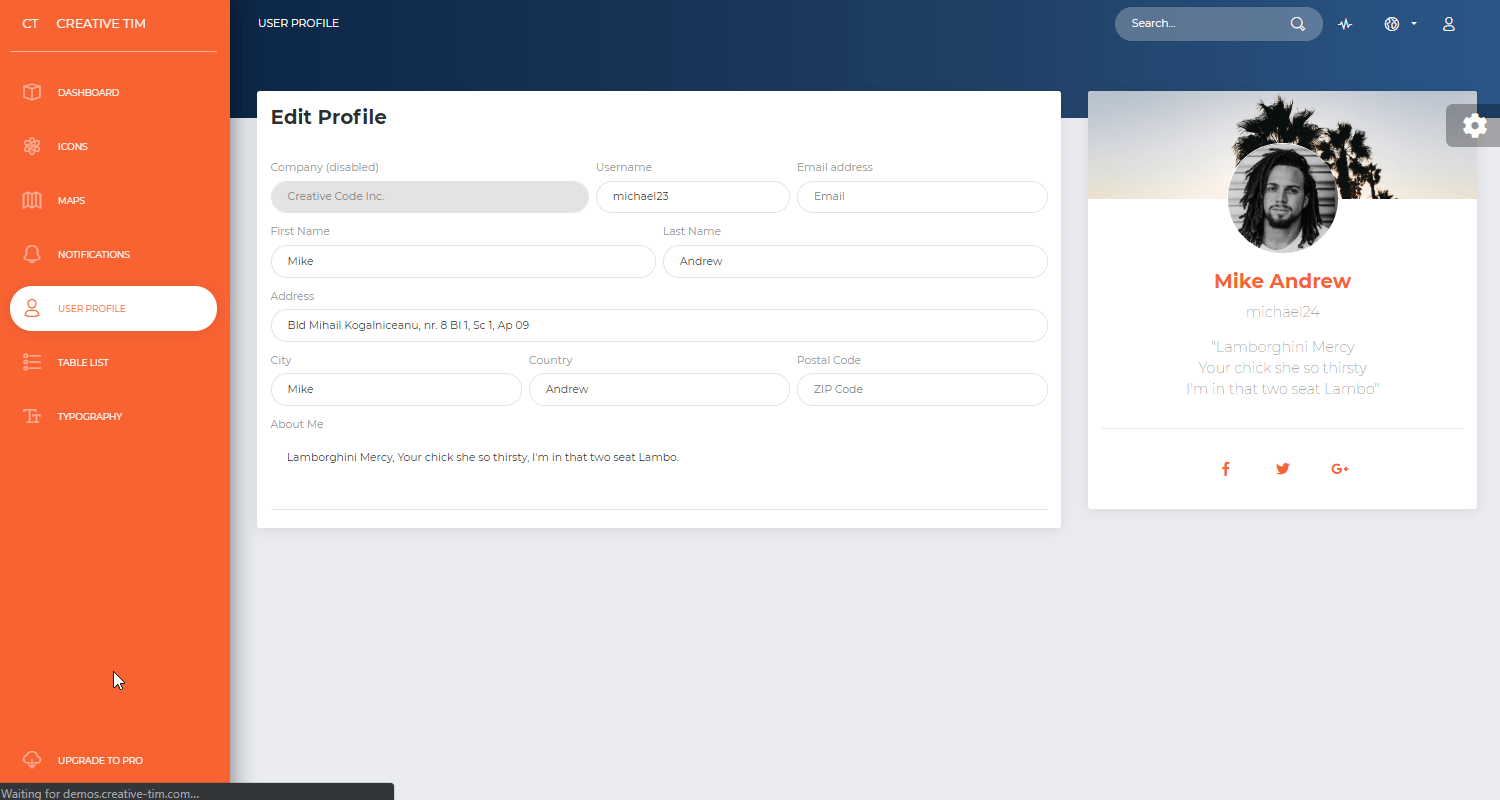 CT CREATIVE TIM
DASHBOARD
ICONS
MAPS
NOTIFICATIONS
USER PROFILE
TABLE LIST
TYPOGRAPHY
UPGRADE TO PRO
USER PROFILE
Search...
Edit Profile
Company (disabled) Username Email address
Creative Code Inc. michael23 Email
First Name Last Name
Mike Andrew
Address
Bld Mihail Kogalniceanu, nr. 8 Bl 1, Sc 1, Ap 09
City Country Postal Code
Mike Andrew ZIP Code
About Me
Lamborghini Mercy, Your chick she so thirsty, I'm in that two seat Lambo.
Mike Andrew
michael24
"Lamborghini Mercy
Your chick she so thirsty
I'm in that two seat Lambo"
Waiting for demos.creative-tim.com...